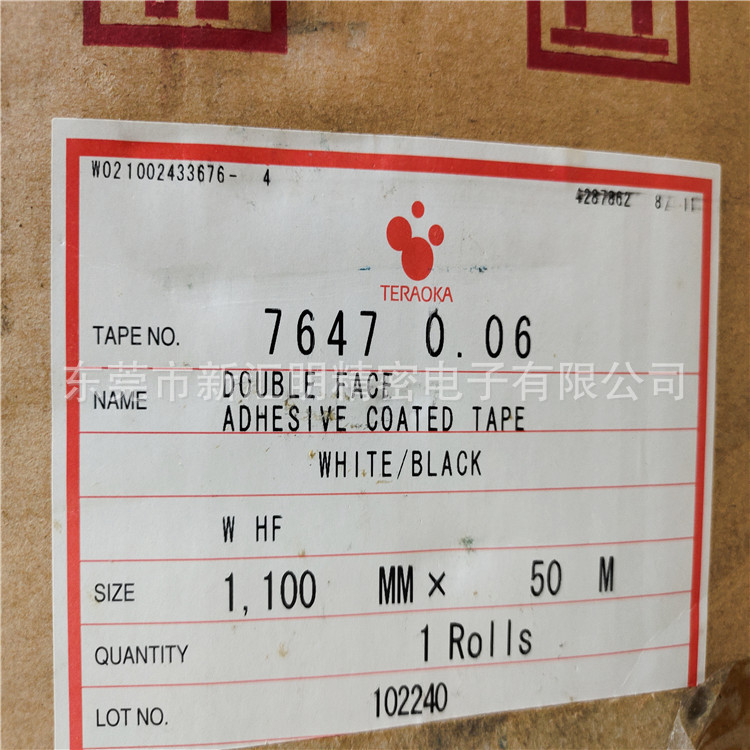 W021002433676- 4
4287862 8/ 11
TERAOKA
TAPE NO. 7647 0.06
东莞市新汇明精密电子有限公司
NAME DOUBLE FACE
ADHESIVE COATED TAPE
WHITE/BLACK
W HF
SIZE 1,100 MM × 50 M
QUANTITY 1 Rolls
LOT NO. 102240